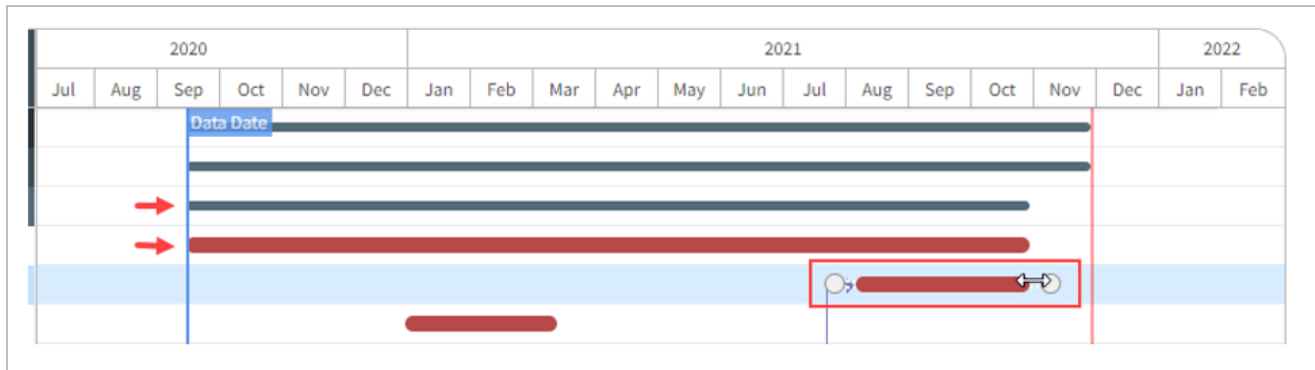 2020 2021 2022
Jul Aug Sep Oct Nov Dec Jan Feb Mar Apr May Jun Jul Aug Sep Oct Nov Dec Jan Feb
Data Date